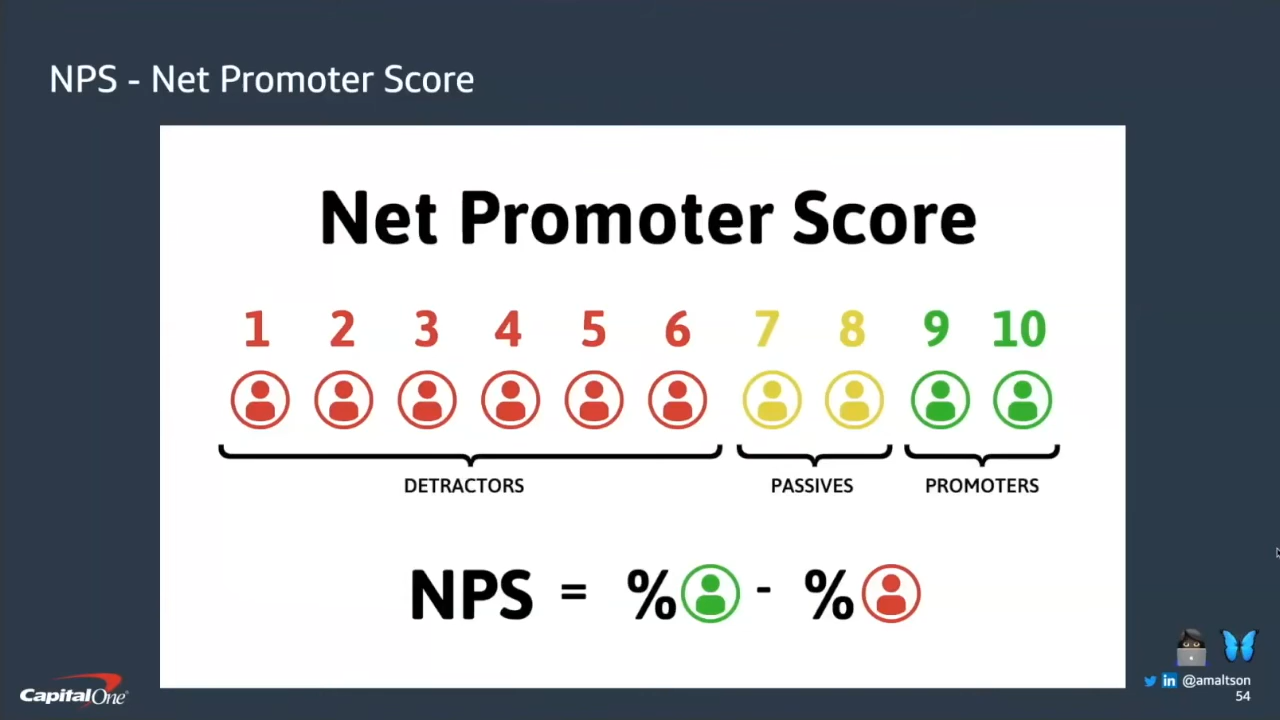 NPS - Net Promoter Score
Net Promoter Score
1 2 3 4 5 6 7 8 9 10
DETRACTORS PASSIVES PROMOTERS
NPS = % - %
Capital One
@amaltson
54